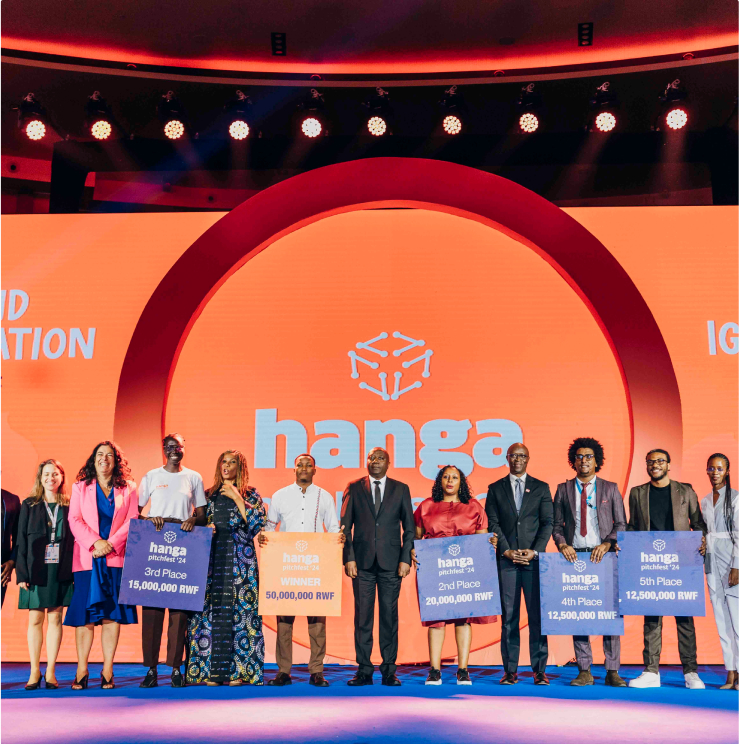 ND
ATION
IG
hanga
hanga
pitchfest '24
3rd Place
15,000,000 RWF
hanga
pitchfest '24
WINNER
50,000,000 RWF
hanga
pitchfest '24
2nd Place
20,000,000 RWF
hanga
pitchfest '24
4th Place
12,500,000 RWF
hanga
pitchfest '24
5th Place
12,500,000 RWF